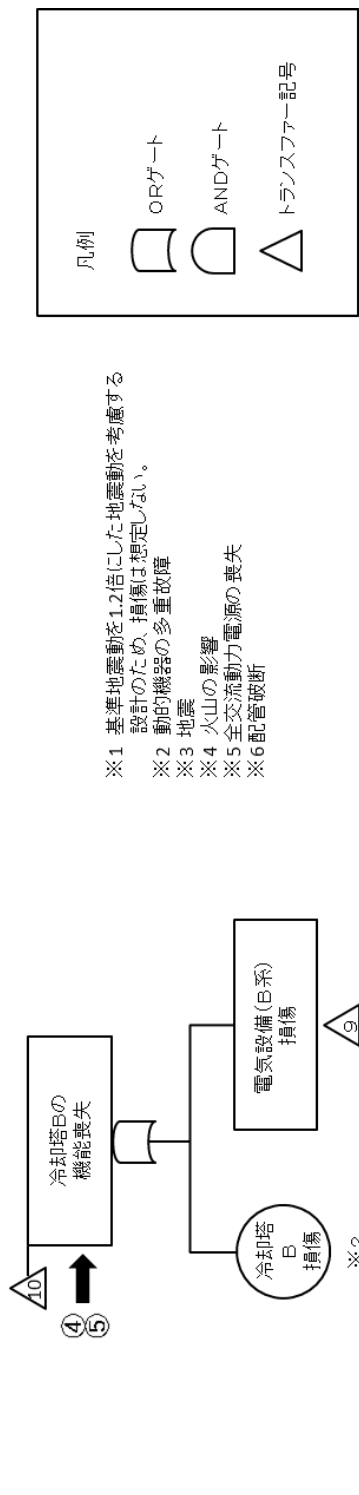 10
④
⑤
冷却塔Bの
機能喪失
冷却塔
B
損傷
※2
電気設備(B系)
損傷
9
※1 基準地震動を1.2倍にした地震動を考慮する
設計のため、損傷は想定しない。
※2 動的機器の多重故障
※3 地震
※4 火山の影響
※5 全交流動力電源の喪失
※6 配管破断
凡例
ORゲート
ANDゲート
トランスファー記号